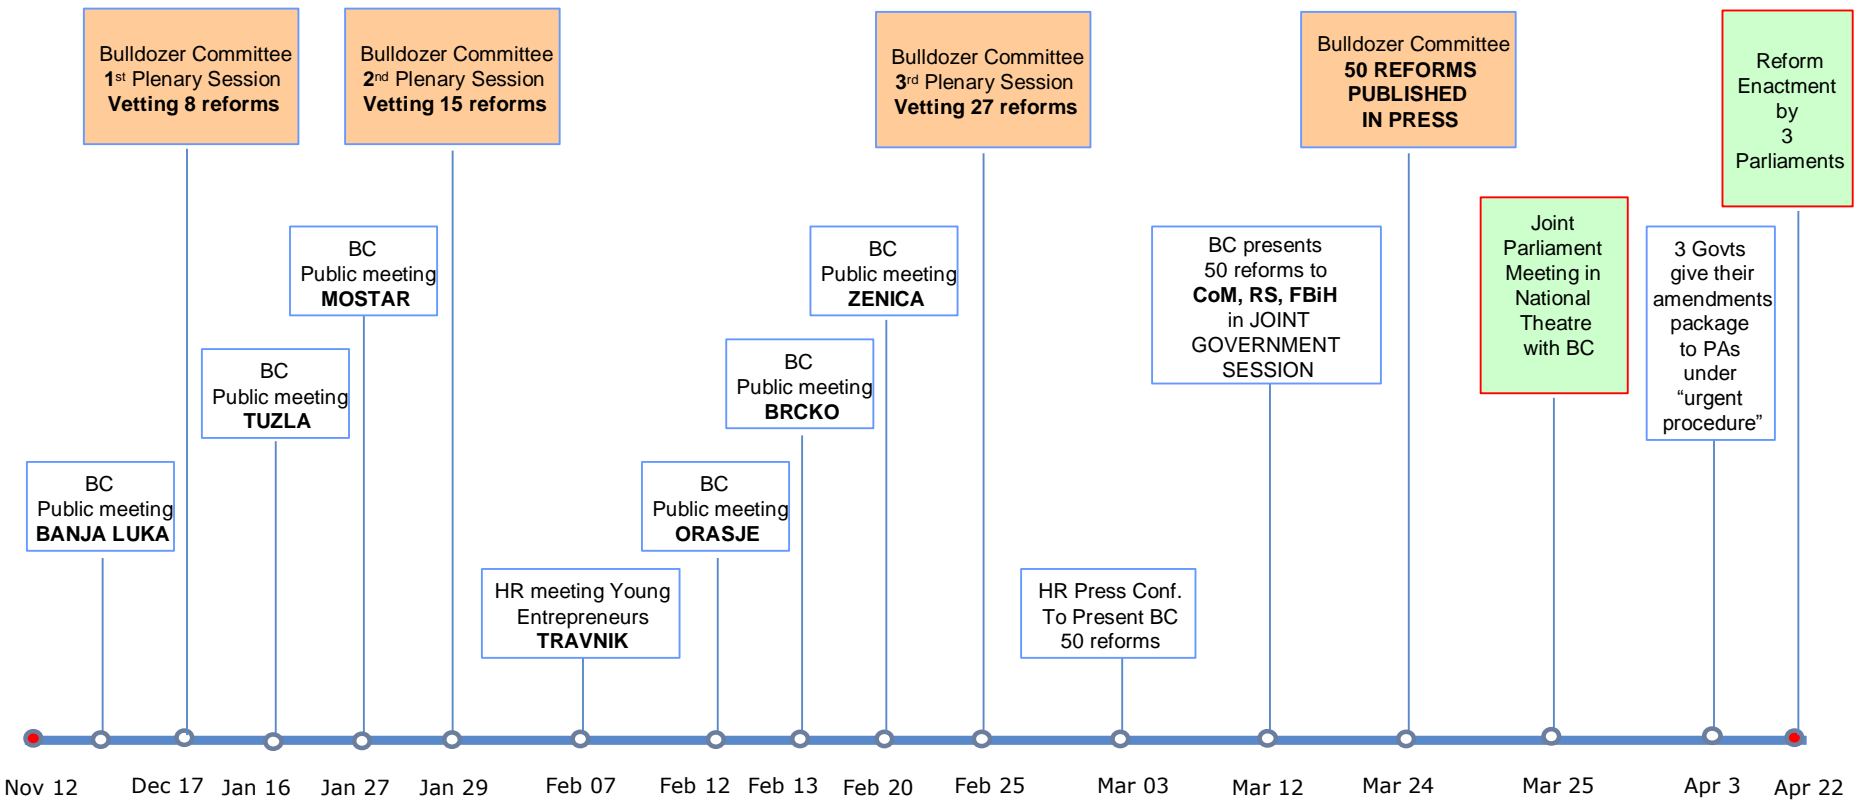 Bulldozer Committee
1st Plenary Session
Vetting 8 reforms
Bulldozer Committee
2nd Plenary Session
Vetting 15 reforms
Bulldozer Committee
3rd Plenary Session
Vetting 27 reforms
Bulldozer Committee
50 REFORMS
PUBLISHED
IN PRESS
Reform
Enactment
by
3
Parliaments
BC
Public meeting
BANJA LUKA
BC
Public meeting
TUZLA
BC
Public meeting
MOSTAR
HR meeting Young
Entrepreneurs
TRAVNIK
BC
Public meeting
ORASJE
BC
Public meeting
BRCKO
BC
Public meeting
ZENICA
HR Press Conf.
To Present BC
50 reforms
BC presents
50 reforms to
CoM, RS, FBiH
in JOINT
GOVERNMENT
SESSION
Joint
Parliament
Meeting in
National
Theatre
with BC
3 Govts
give their
amendments
package
to PAs
under
“urgent
procedure”
Nov 12
Dec 17
Jan 16
Jan 27
Jan 29
Feb 07
Feb 12
Feb 13
Feb 20
Feb 25
Mar 03
Mar 12
Mar 24
Mar 25
Apr 3
Apr 22